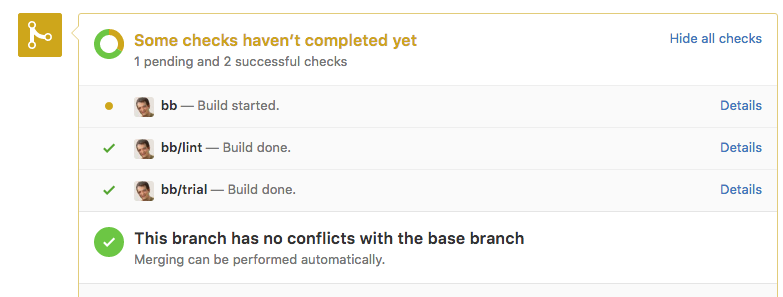 Some checks haven’t completed yet
Hide all checks
1 pending and 2 successful checks
bb — Build started.
Details
bb/lint — Build done.
Details
bb/trial — Build done.
Details
This branch has no conflicts with the base branch
Merging can be performed automatically.